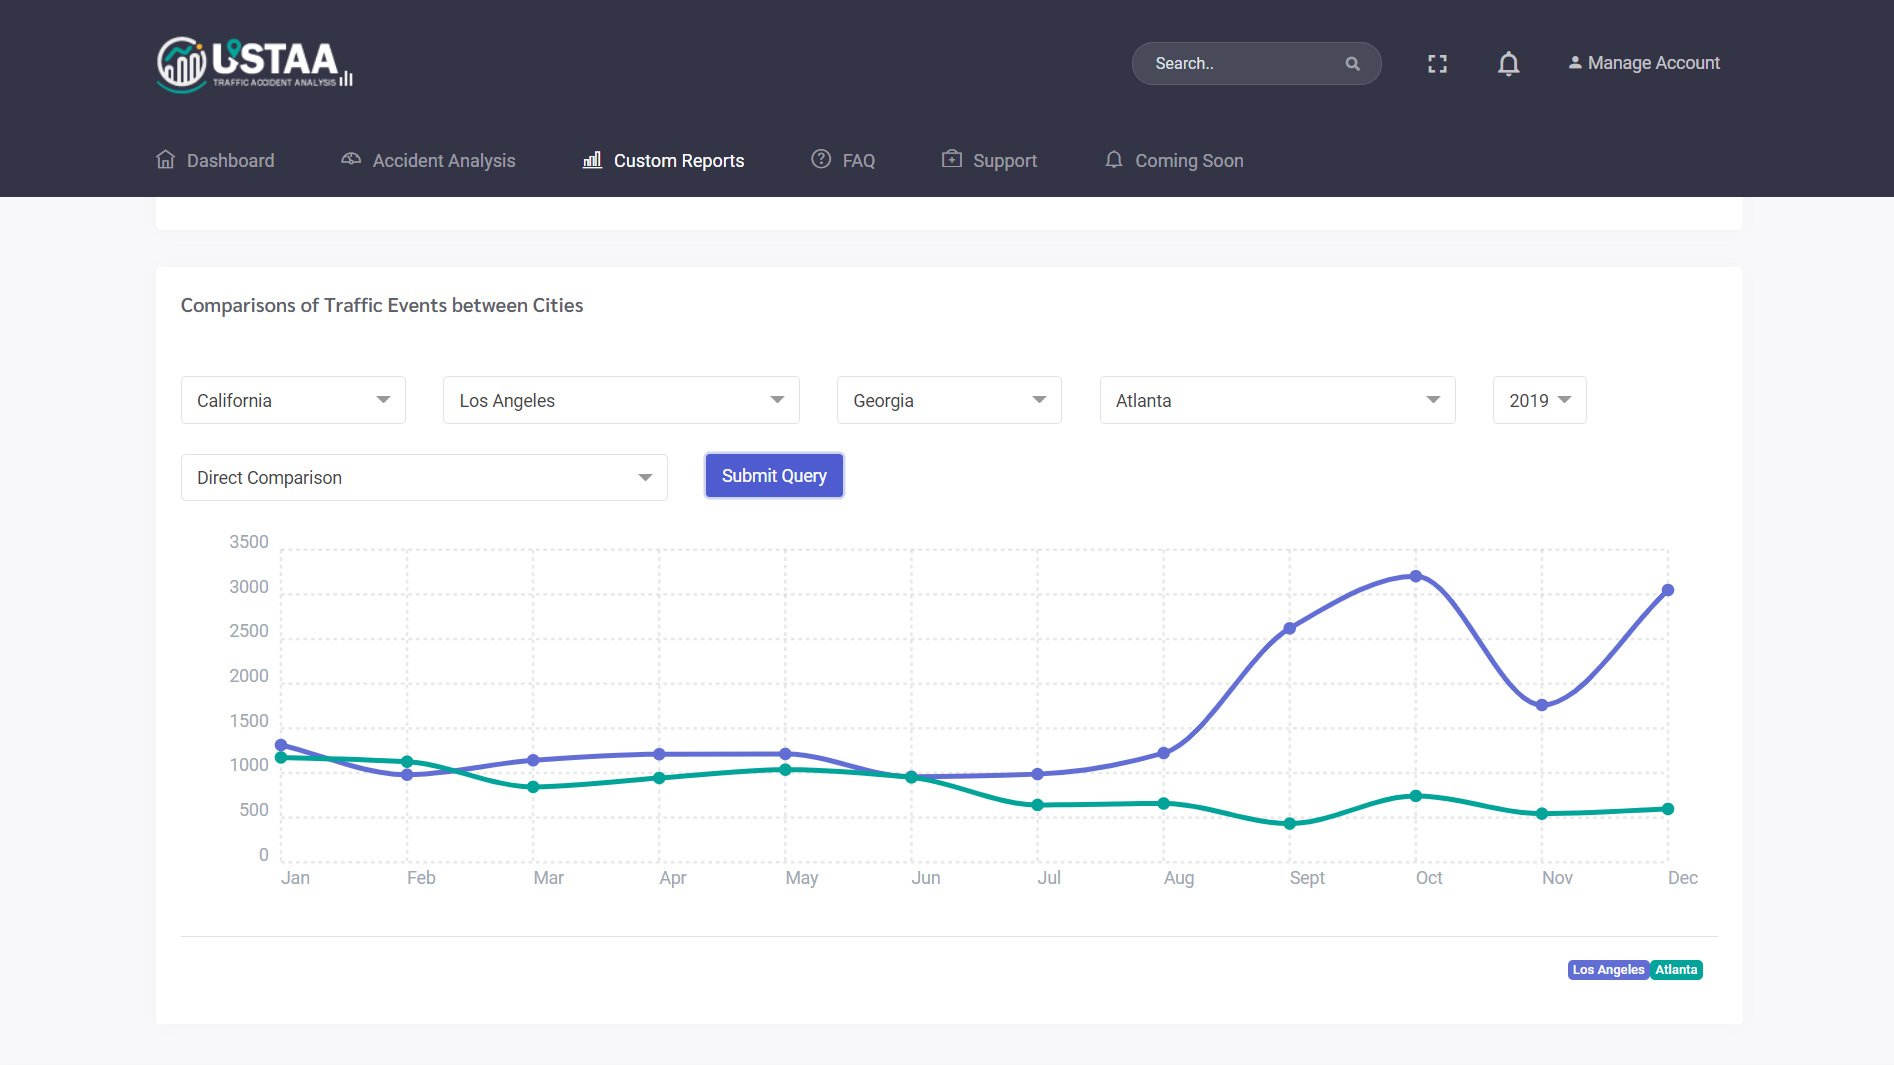 USTAA
TRAFFIC ACCIDENT ANALYSIS
Search..
Manage Account
Dashboard
Accident Analysis
Custom Reports
FAQ
Support
Coming Soon
Comparisons of Traffic Events between Cities
California
Los Angeles
Georgia
Atlanta
2019
Direct Comparison
Submit Query
3500
3000
2500
2000
1500
1000
500
0
Jan
Feb
Mar
Apr
May
Jun
Jul
Aug
Sept
Oct
Nov
Dec
Los Angeles
Atlanta